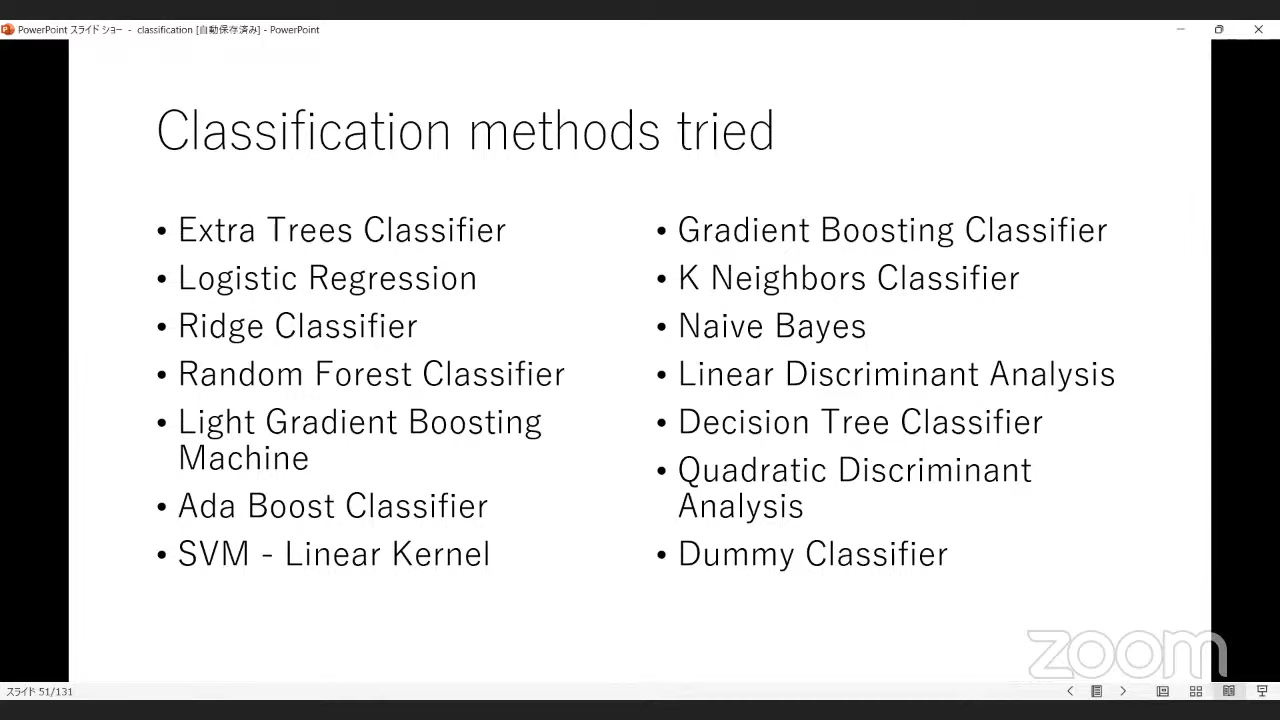 PowerPoint スライド ショー - classification [自動保存済み] - PowerPoint
Classification methods tried
• Extra Trees Classifier
• Logistic Regression
• Ridge Classifier
• Random Forest Classifier
• Light Gradient Boosting
Machine
• Ada Boost Classifier
• SVM - Linear Kernel
• Gradient Boosting Classifier
• K Neighbors Classifier
• Naive Bayes
• Linear Discriminant Analysis
• Decision Tree Classifier
• Quadratic Discriminant
Analysis
• Dummy Classifier
zoom
スライド 51/131